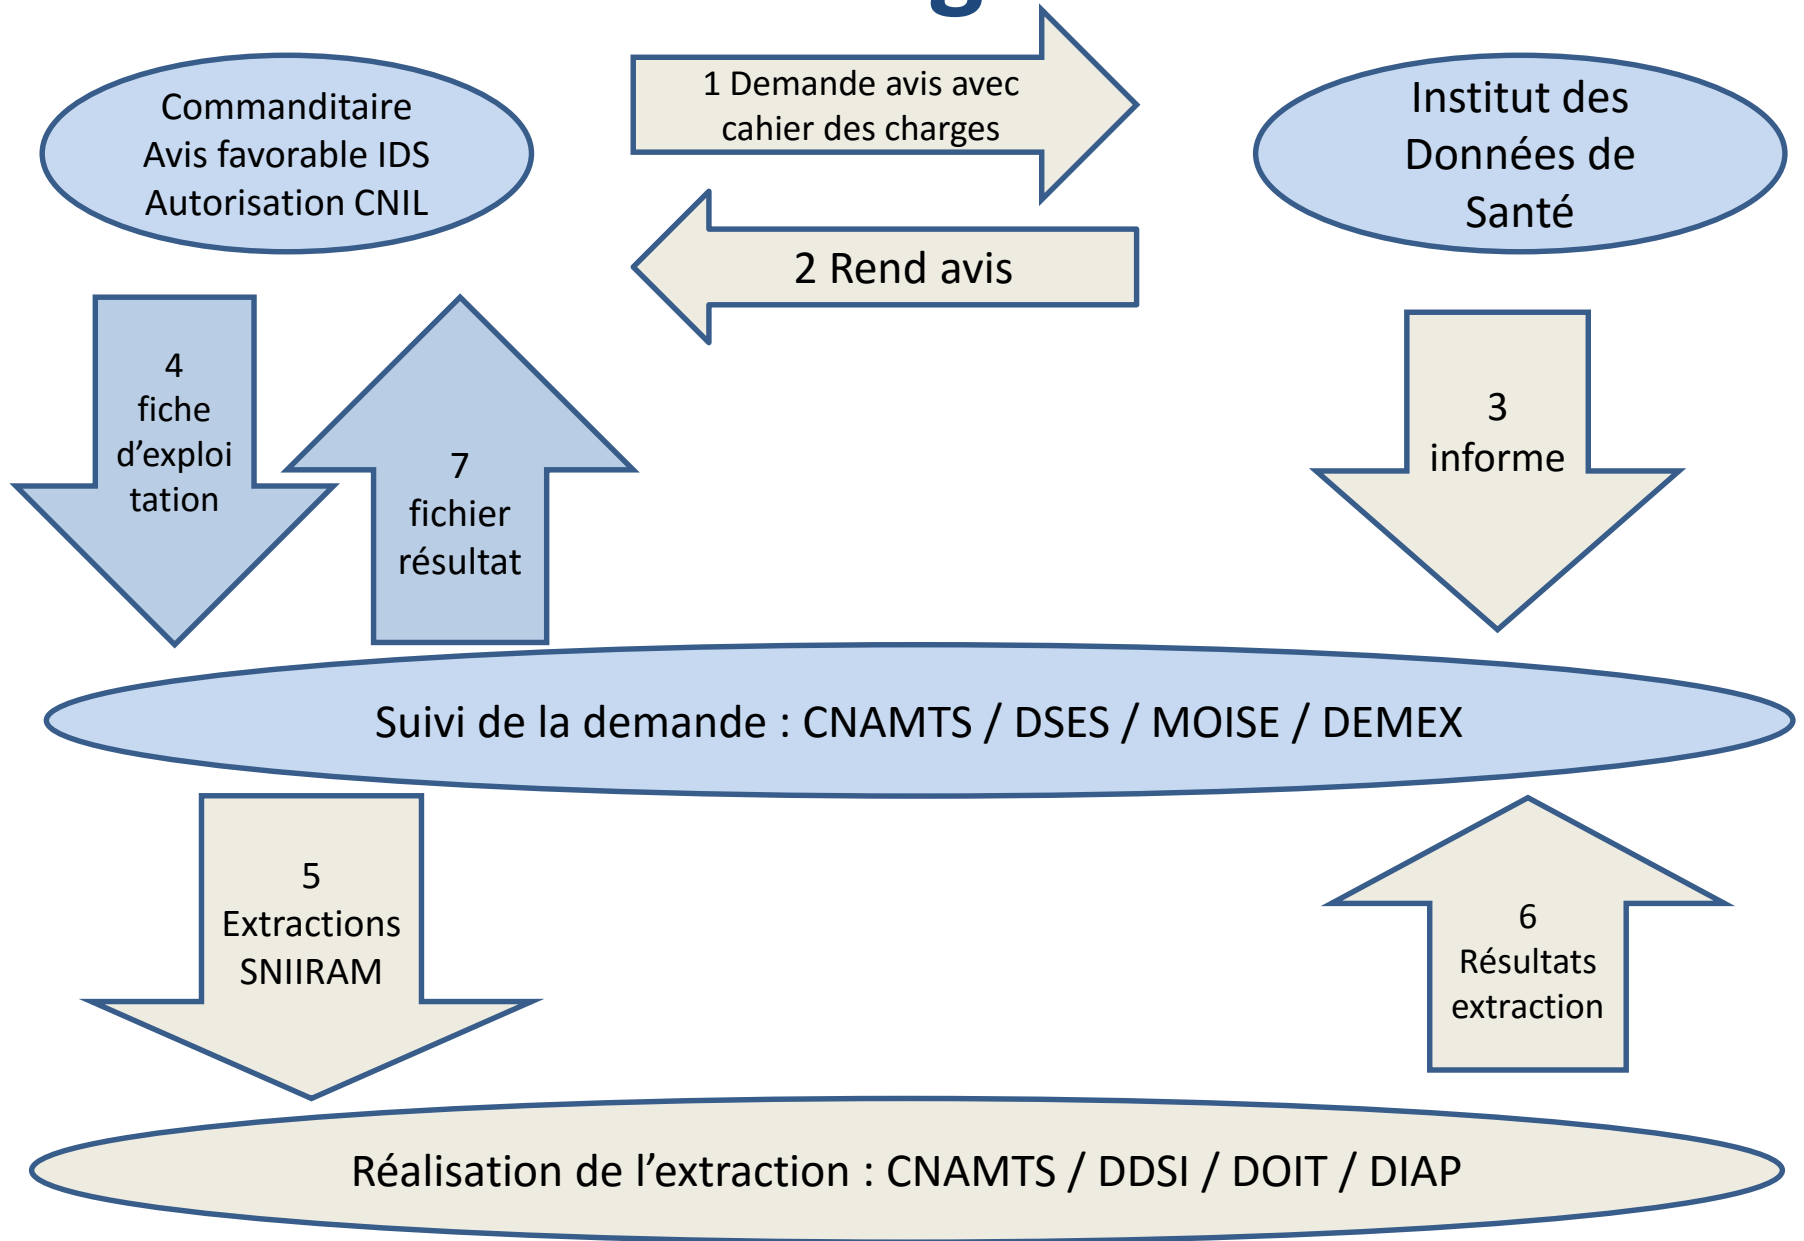 Commanditaire
Avis favorable IDS
Autorisation CNIL
1 Demande avis avec
cahier des charges
Institut des
Données de
Santé
2 Rend avis
4
fiche
d’exploi
tation
7
fichier
résultat
3
informe
Suivi de la demande : CNAMTS / DSES / MOISE / DEMEX
5
Extractions
SNIIRAM
6
Résultats
extraction
Réalisation de l’extraction : CNAMTS / DDSI / DOIT / DIAP